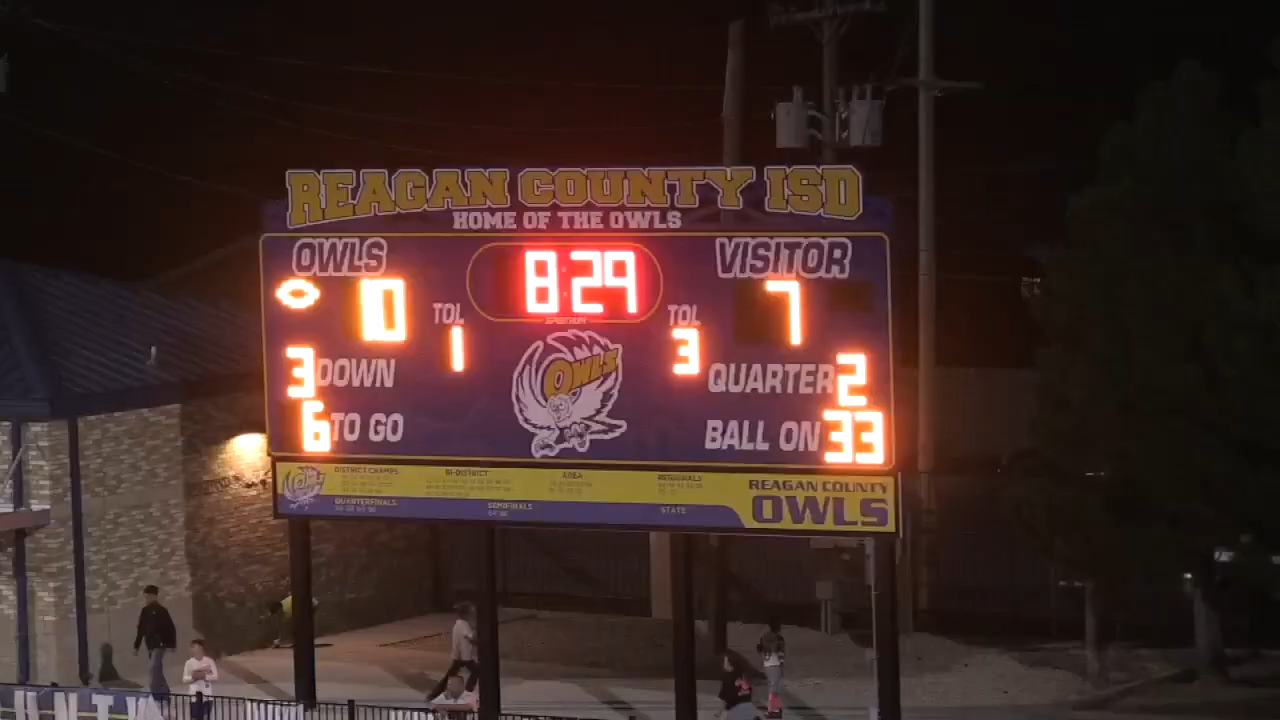 REAGAN COUNTY ISD
HOME OF THE OWLS
OWLS 8:29 VISITOR
0 TOL TOL 7
1 3
3 DOWN QUARTER 2
OWLS
6 TO GO BALL ON 33
DISTRICT CHAMPS BI-DISTRICT AREA REGIONALS
QUARTERFINALS SEMIFINALS STATE
REAGAN COUNTY
OWLS